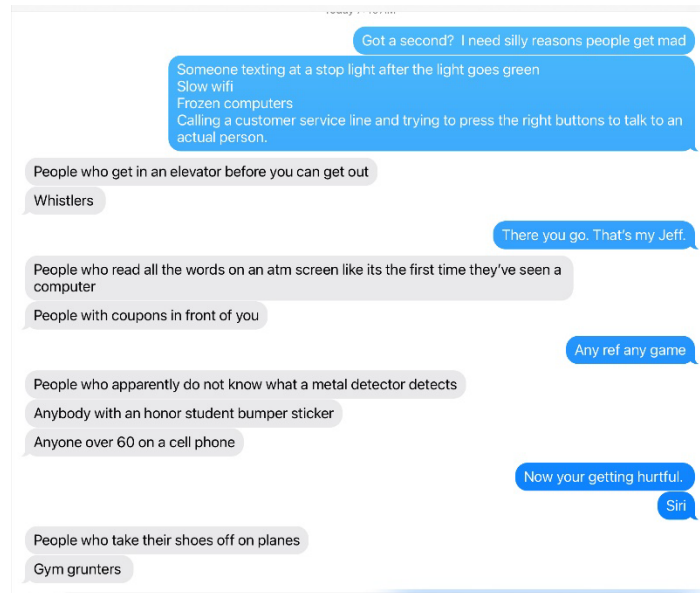 Got a second?  I need silly reasons people get mad
Someone texting at a stop light after the light goes green
Slow wifi
Frozen computers
Calling a customer service line and trying to press the right buttons to talk to an
actual person.
People who get in an elevator before you can get out
Whistlers
There you go. That's my Jeff.
People who read all the words on an atm screen like its the first time they've seen a
computer
People with coupons in front of you
Any ref any game
People who apparently do not know what a metal detector detects
Anybody with an honor student bumper sticker
Anyone over 60 on a cell phone
Now your getting hurtful.
Siri
People who take their shoes off on planes
Gym grunters